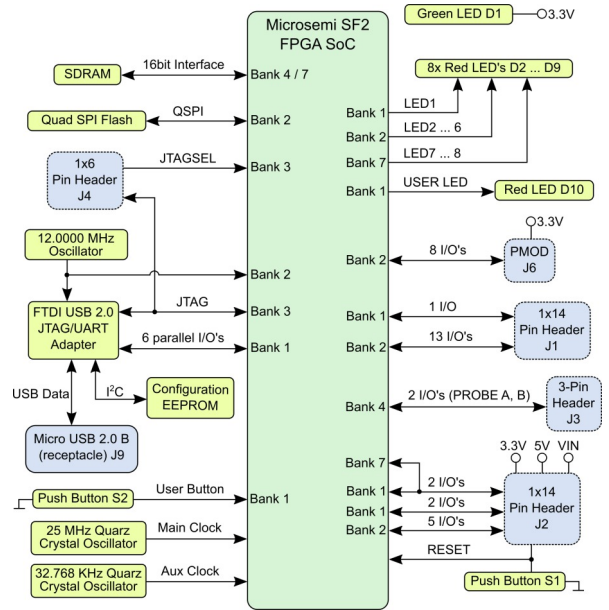 Microsemi SF2
FPGA SoC
Green LED D1
3.3V
16bit Interface
SDRAM
Bank 4 / 7
8x Red LED's D2 ... D9
QSPI
Quad SPI Flash
Bank 2
LED1
Bank 1
LED2 ... 6
Bank 2
LED7 ... 8
Bank 7
1x6
Pin Header
J4
JTAGSEL
Bank 3
USER LED
Bank 1
Red LED D10
12.0000 MHz
Oscillator
Bank 2
3.3V
8 I/O's
Bank 2
PMOD
J6
FTDI USB 2.0
JTAG/UART
Adapter
JTAG
Bank 3
6 parallel I/O's
Bank 1
1 I/O
Bank 1
13 I/O's
Bank 2
1x14
Pin Header
J1
USB Data
I²C
Configuration
EEPROM
2 I/O's (PROBE A, B)
Bank 4
3-Pin
Header
J3
Micro USB 2.0 B
(receptacle) J9
3.3V
5V
VIN
Bank 7
2 I/O's
Bank 1
2 I/O's
Bank 1
5 I/O's
Bank 2
1x14
Pin Header
J2
Push Button S2
User Button
Bank 1
25 MHz Quarz
Crystal Oscillator
Main Clock
RESET
32.768 KHz Quarz
Crystal Oscillator
Aux Clock
Push Button S1